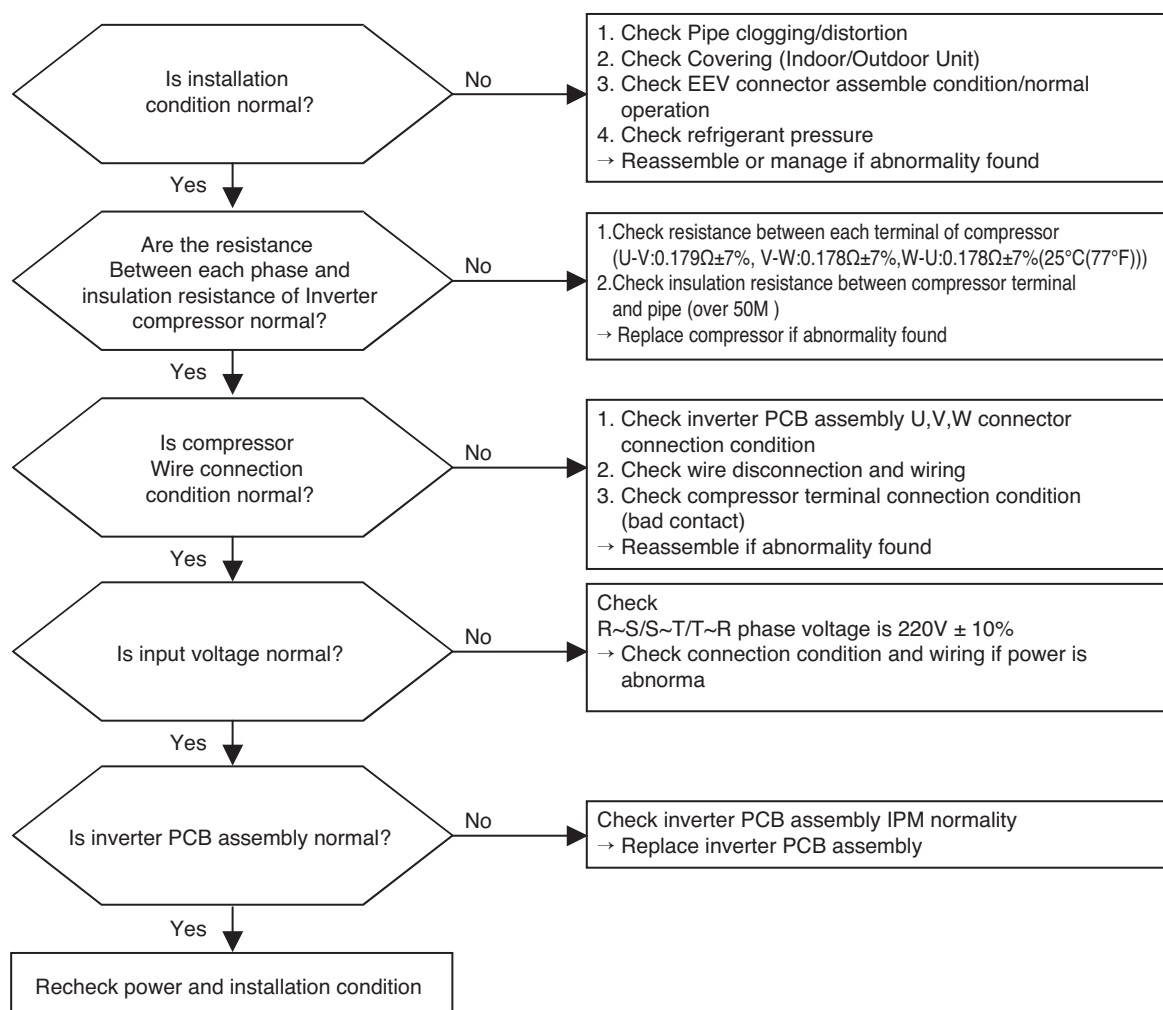 Is installation
condition normal?
No
1. Check Pipe clogging/distortion
2. Check Covering (Indoor/Outdoor Unit)
3. Check EEV connector assemble condition/normal
operation
4. Check refrigerant pressure
→ Reassemble or manage if abnormality found
Yes
Are the resistance
Between each phase and
insulation resistance of Inverter
compressor normal?
No
1.Check resistance between each terminal of compressor
(U-V:0.179Ω±7%, V-W:0.178Ω±7%,W-U:0.178Ω±7%(25°C(77°F)))
2.Check insulation resistance between compressor terminal
and pipe (over 50M )
→ Replace compressor if abnormality found
Yes
Is compressor
Wire connection
condition normal?
No
1. Check inverter PCB assembly U,V,W connector
connection condition
2. Check wire disconnection and wiring
3. Check compressor terminal connection condition
(bad contact)
→ Reassemble if abnormality found
Yes
Is input voltage normal?
No
Check
R~S/S~T/T~R phase voltage is 220V ± 10%
→ Check connection condition and wiring if power is
abnorma
Yes
Is inverter PCB assembly normal?
No
Check inverter PCB assembly IPM normality
→ Replace inverter PCB assembly
Yes
Recheck power and installation condition